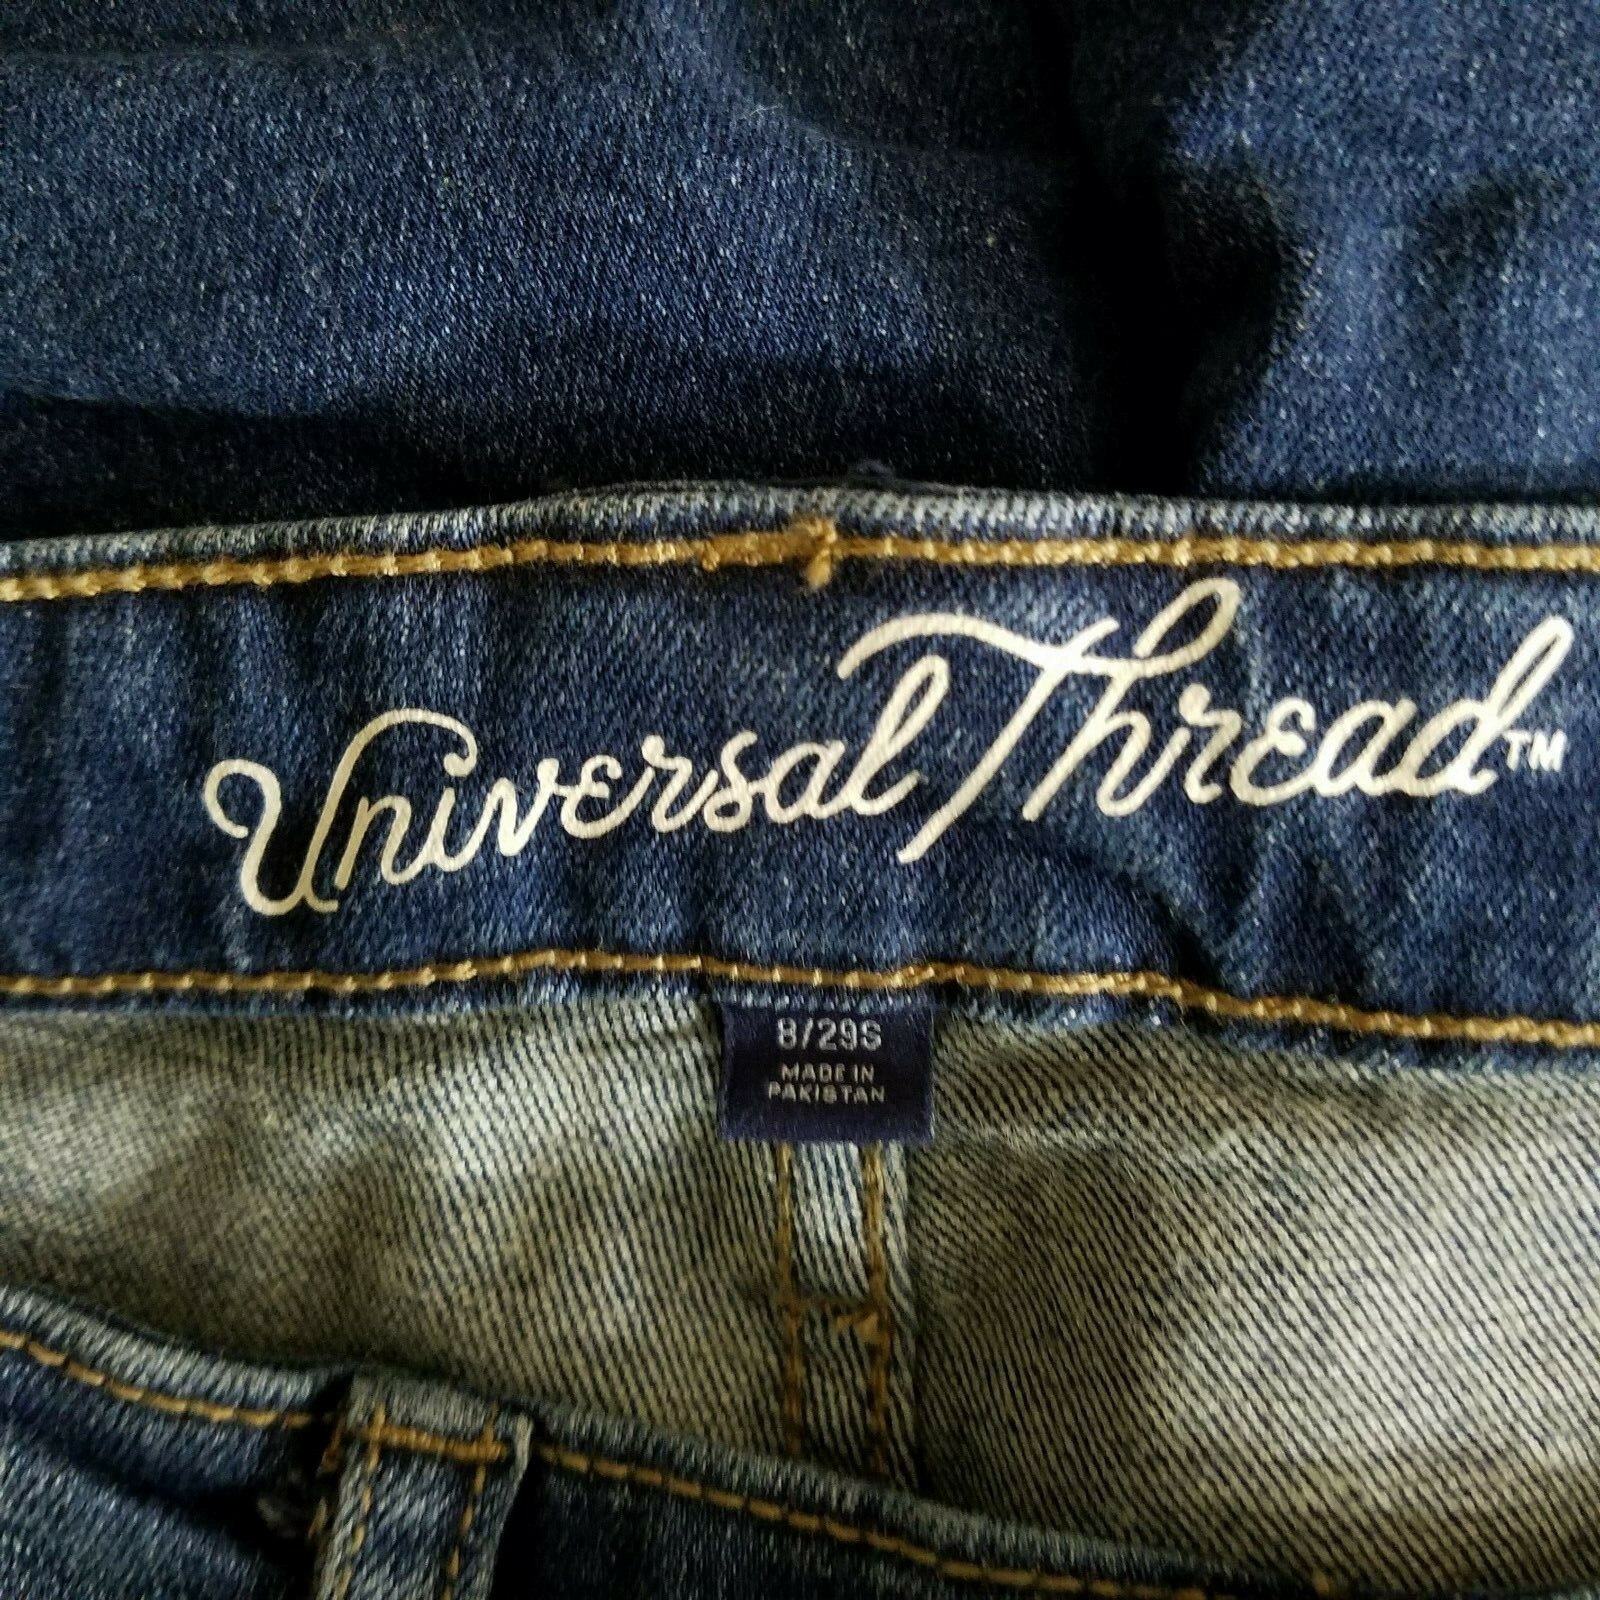 Universal Thread™
8/29S
MADE IN
PAKISTAN